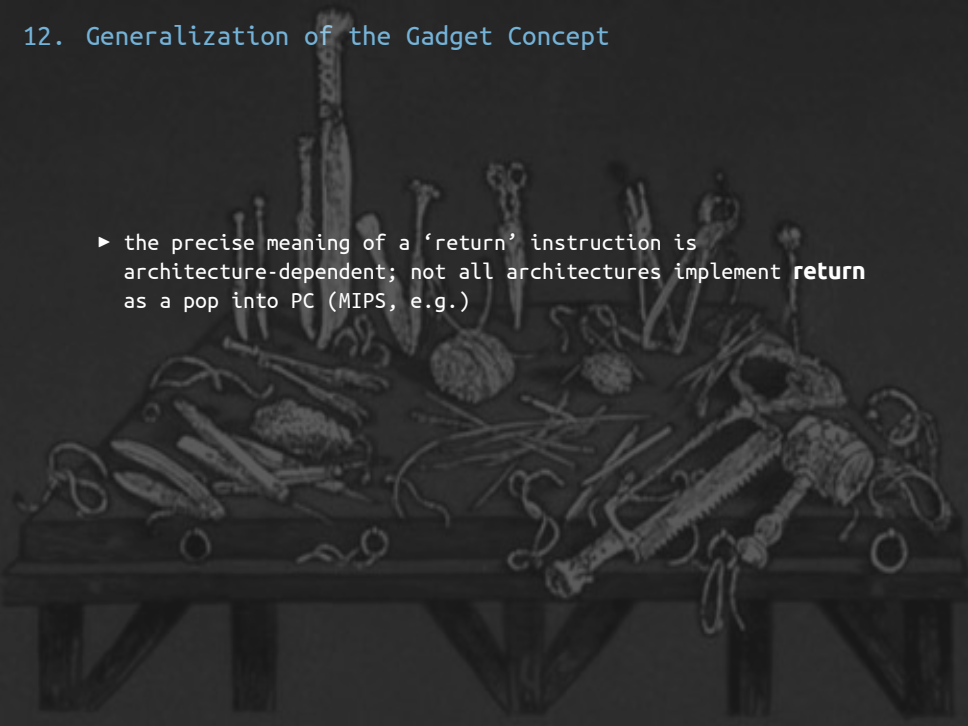 12. Generalization of the Gadget Concept
▶ the precise meaning of a ‘return’ instruction is
architecture-dependent; not all architectures implement return
as a pop into PC (MIPS, e.g.)